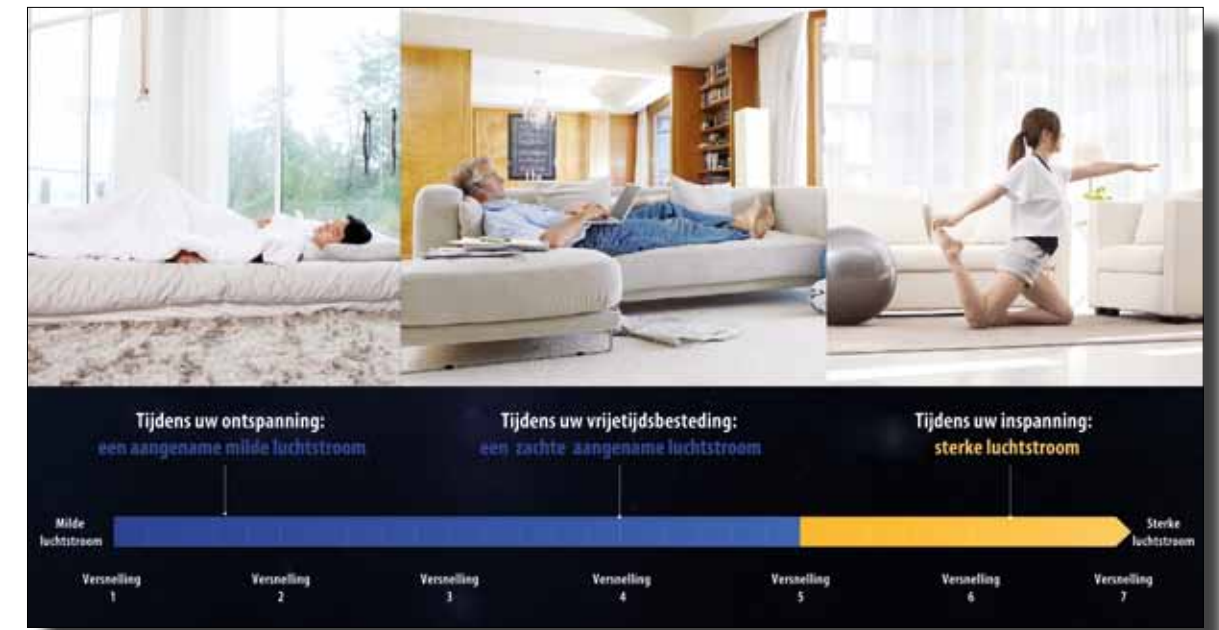 Tijdens uw ontspanning:
een aangename milde luchtstroom
Tijdens uw vrijetijdsbesteding:
een zachte aangename luchtstroom
Tijdens uw inspanning:
sterke luchtstroom
Milde
luchtstroom
Sterke
luchtstroom
Versnelling
1
Versnelling
2
Versnelling
3
Versnelling
4
Versnelling
5
Versnelling
6
Versnelling
7